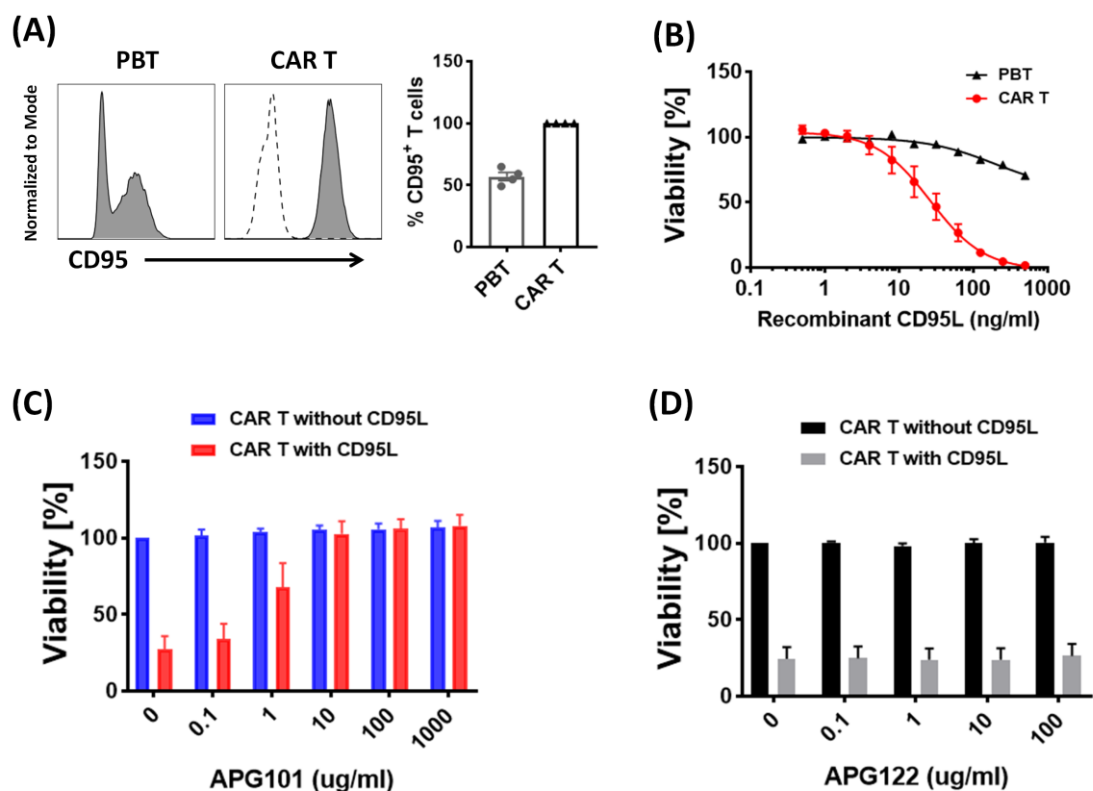 (A)
PBT
CAR T
Normalized to Mode
CD95
% CD95+ T cells
150
100
50
0
PBT
CAR T
(B)
Viability [%]
150
100
50
0
PBT
CAR T
0.1
1
10
100
1000
Recombinant CD95L (ng/ml)
(C)
CAR T without CD95L
CAR T with CD95L
Viability [%]
150
100
50
0
0
0.1
1
10
100
1000
APG101 (ug/ml)
(D)
CAR T without CD95L
CAR T with CD95L
Viability [%]
150
100
50
0
0
0.1
1
10
100
APG122 (ug/ml)